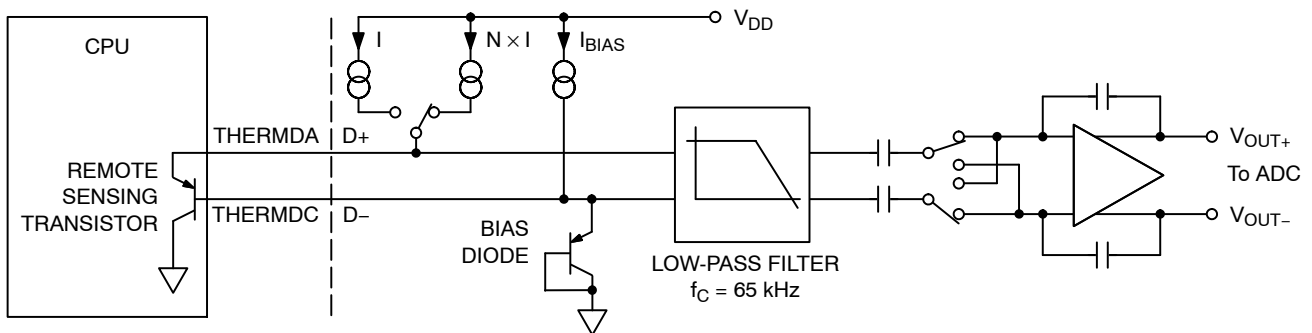 CPU
I
N × I
I_BIAS
V_DD
THERMDA
D+
REMOTE
SENSING
TRANSISTOR
THERMDC
D−
BIAS
DIODE
LOW-PASS FILTER
f_C = 65 kHz
V_OUT+
To ADC
V_OUT−